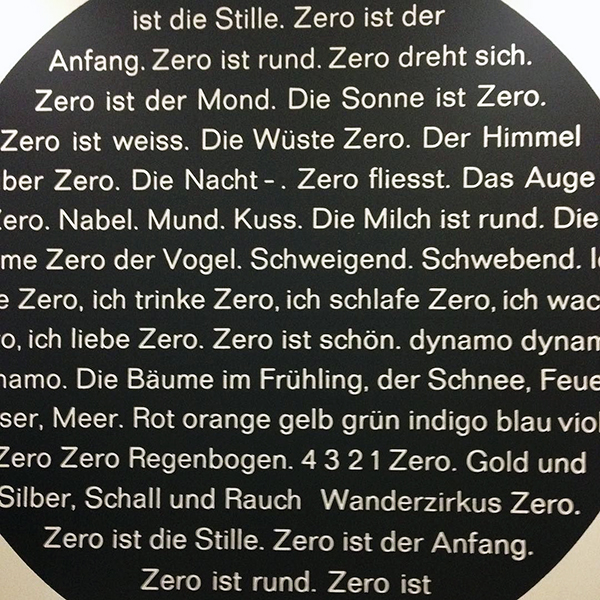 ist die Stille. Zero ist der
Anfang. Zero ist rund. Zero dreht sich.
Zero ist der Mond. Die Sonne ist Zero.
Zero ist weiss. Die Wüste Zero. Der Himmel
ber Zero. Die Nacht-. Zero fliesst. Das Auge
Zero. Nabel. Mund. Kuss. Die Milch ist rund. Die
me Zero der Vogel. Schweigend. Schwebend.
e Zero, ich trinke Zero, ich schlafe Zero, ich wac
o, ich liebe Zero. Zero ist schön. dynamo dynam
namo. Die Bäume im Frühling, der Schnee, Feue
ser, Meer. Rot orange gelb grün indigo blau viol
Zero Zero Regenbogen. 4 3 2 1 Zero. Gold und
Silber, Schall und Rauch Wanderzirkus Zero.
Zero ist die Stille. Zero ist der Anfang.
Zero ist rund. Zero ist